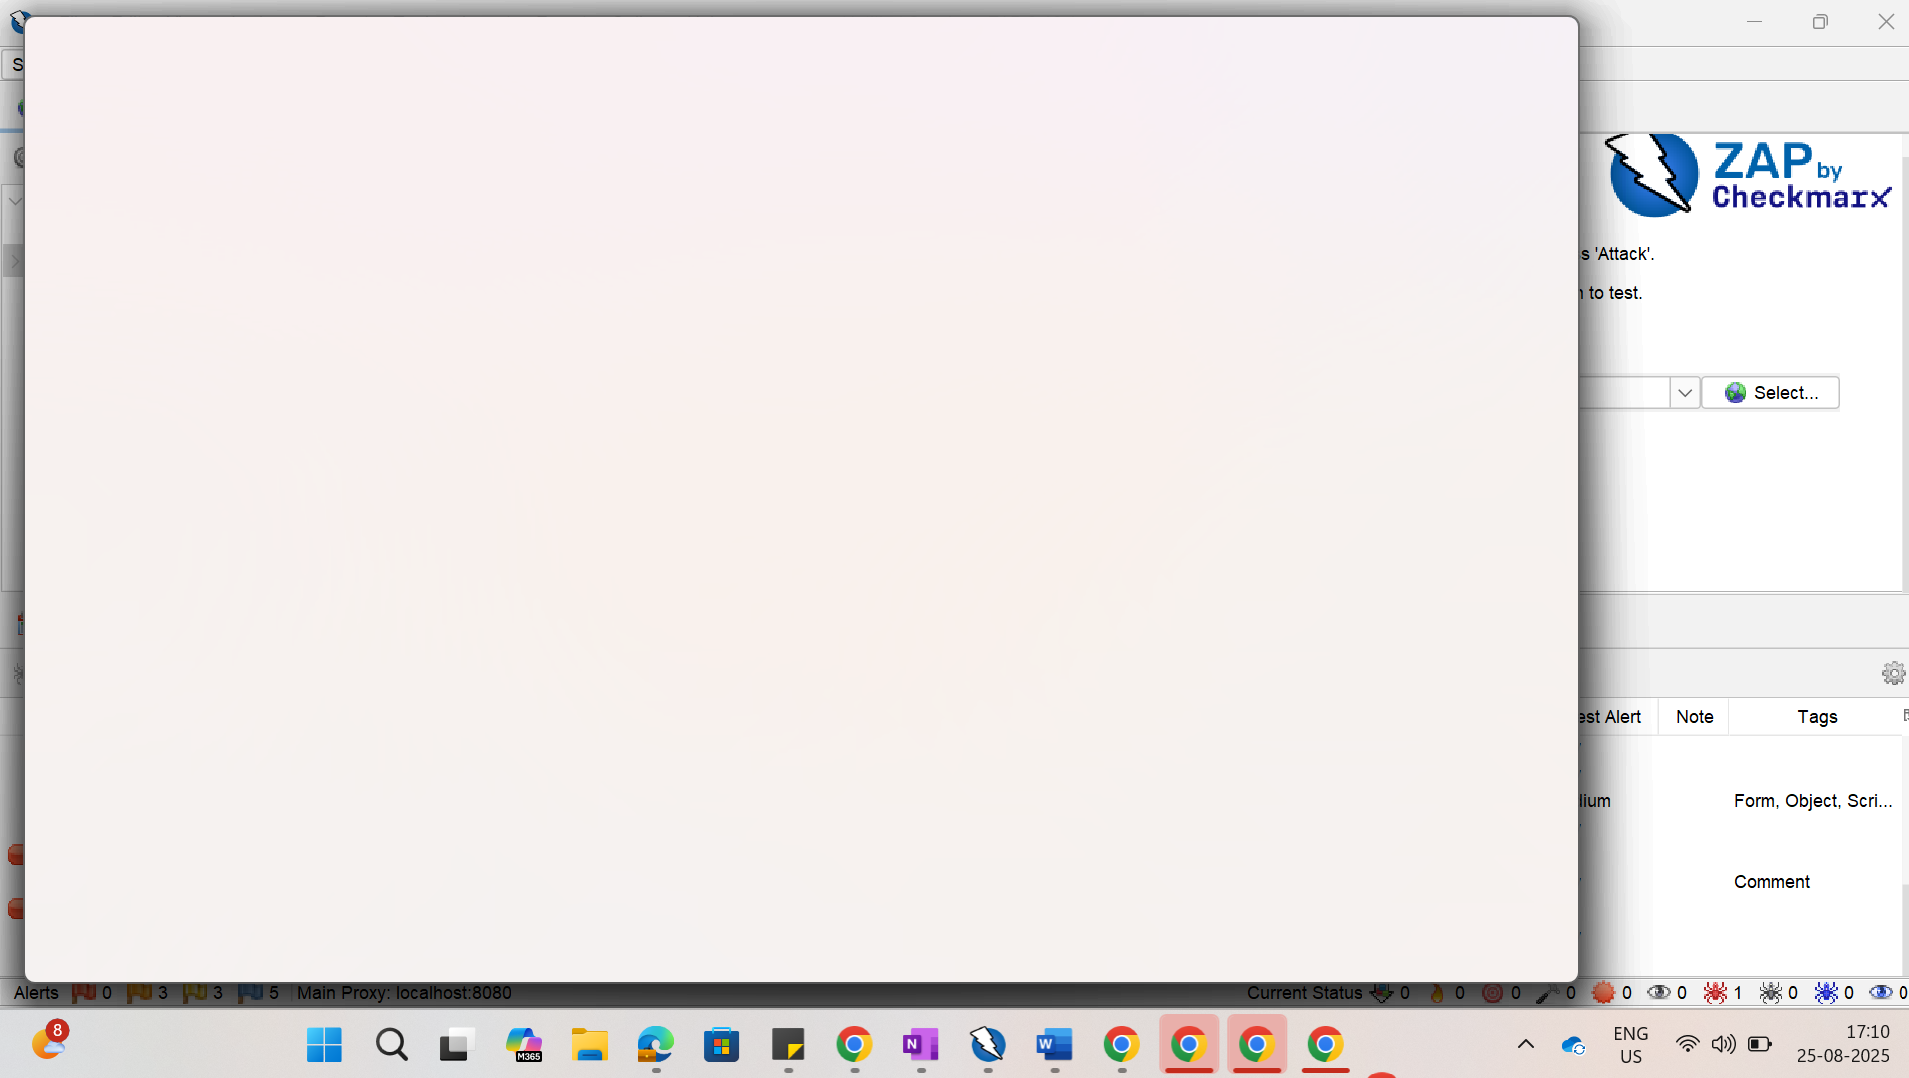 S
ZAP by
Checkmarx
s 'Attack'.
to test.
Select...
est Alert Note Tags
lium Form, Object, Scri...
Comment
Alerts 0 3 3 5 Main Proxy: localhost:8080 Current Status 0 0 0 0 0 0 1 0 0 0
8
M365
N
W
ENG
US
17:10
25-08-2025